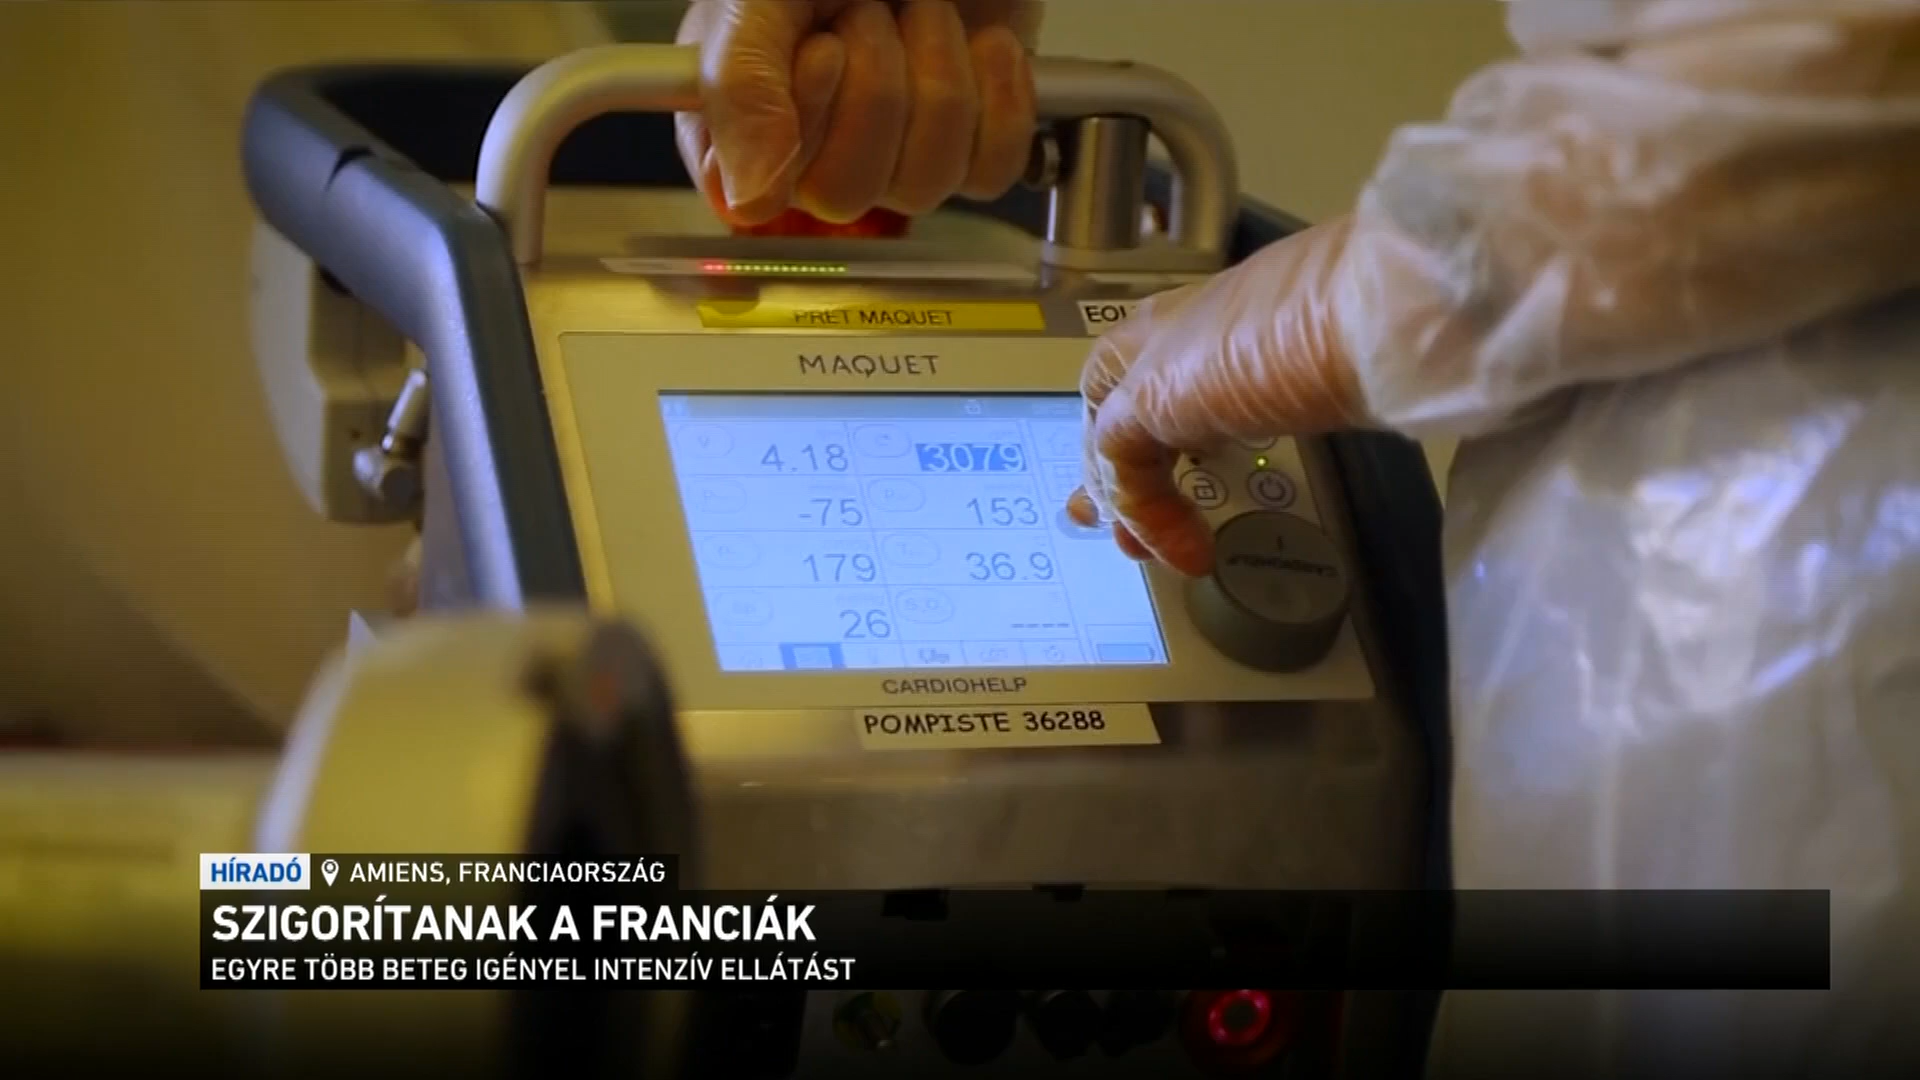 PRET MAQUET
MAQUET
4.18
3079
-75
153
179
36.9
26
----
CARDIOHELP
POMPISTE 36288
HÍRADÓ
AMIENS, FRANCIAORSZÁG
SZIGORÍTANAK A FRANCIÁK
EGYRE TÖBB BETEG IGÉNYEL INTENZÍV ELLÁTÁST